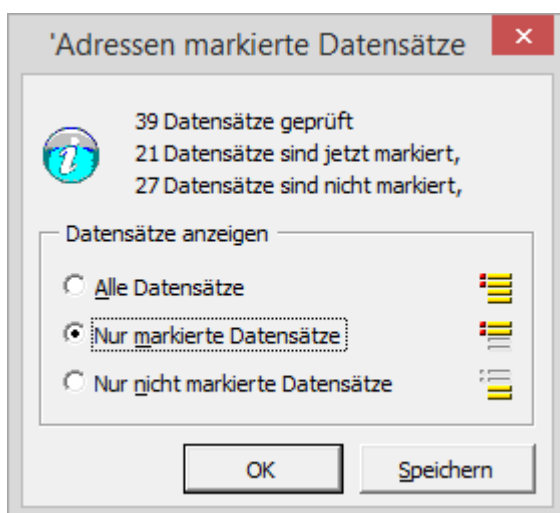 'Adressen markierte Datensätze
39 Datensätze geprüft
21 Datensätze sind jetzt markiert,
27 Datensätze sind nicht markiert,
Datensätze anzeigen
Alle Datensätze
Nur markierte Datensätze
Nur nicht markierte Datensätze
OK
Speichern